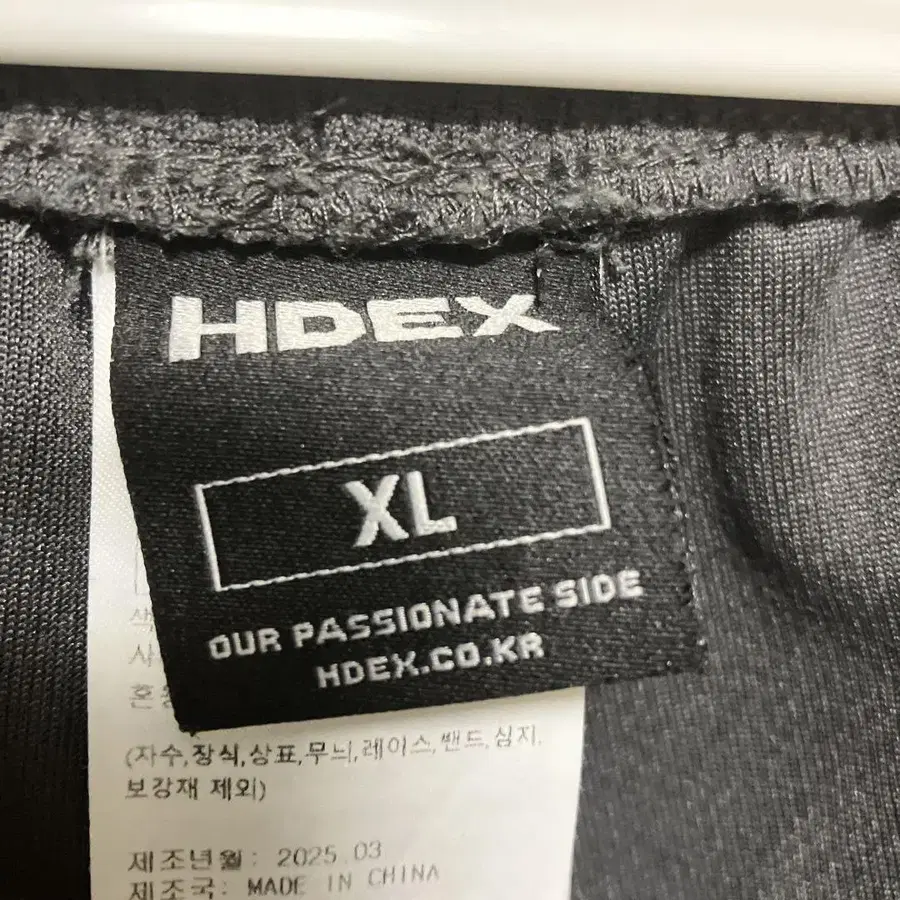 HDEX
XL
OUR PASSIONATE SIDE
HDEX.CO.KR
(자수,장식,상표,무늬,레이스,밴드,심지,
보강재 제외)
제조년월: 2025.03
제조국: MADE IN CHINA